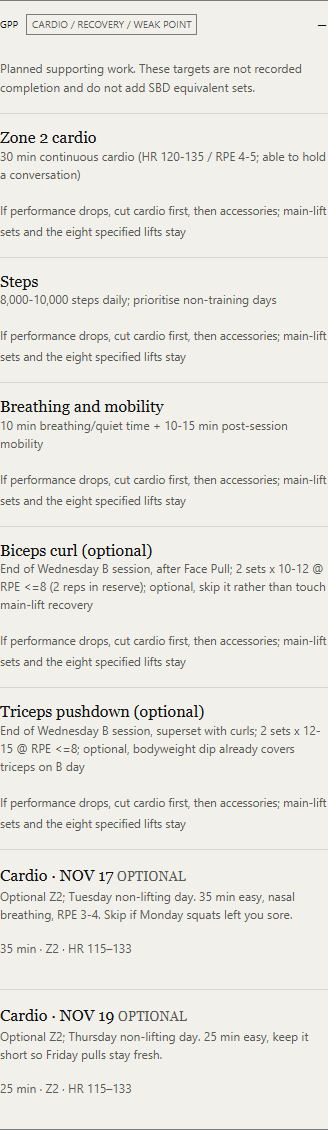 GPP CARDIO / RECOVERY / WEAK POINT –
Planned supporting work. These targets are not recorded
completion and do not add SBD equivalent sets.
Zone 2 cardio
30 min continuous cardio (HR 120-135 / RPE 4-5; able to hold
a conversation)
If performance drops, cut cardio first, then accessories; main-lift
sets and the eight specified lifts stay
Steps
8,000-10,000 steps daily; prioritise non-training days
If performance drops, cut cardio first, then accessories; main-lift
sets and the eight specified lifts stay
Breathing and mobility
10 min breathing/quiet time + 10-15 min post-session
mobility
If performance drops, cut cardio first, then accessories; main-lift
sets and the eight specified lifts stay
Biceps curl (optional)
End of Wednesday B session, after Face Pull; 2 sets x 10-12 @
RPE <=8 (2 reps in reserve); optional, skip it rather than touch
main-lift recovery
If performance drops, cut cardio first, then accessories; main-lift
sets and the eight specified lifts stay
Triceps pushdown (optional)
End of Wednesday B session, superset with curls; 2 sets x 12-
15 @ RPE <=8; optional, bodyweight dip already covers
triceps on B day
If performance drops, cut cardio first, then accessories; main-lift
sets and the eight specified lifts stay
Cardio · NOV 17 OPTIONAL
Optional Z2; Tuesday non-lifting day. 35 min easy, nasal
breathing, RPE 3-4. Skip if Monday squats left you sore.
35 min · Z2 · HR 115–133
Cardio · NOV 19 OPTIONAL
Optional Z2; Thursday non-lifting day. 25 min easy, keep it
short so Friday pulls stay fresh.
25 min · Z2 · HR 115–133